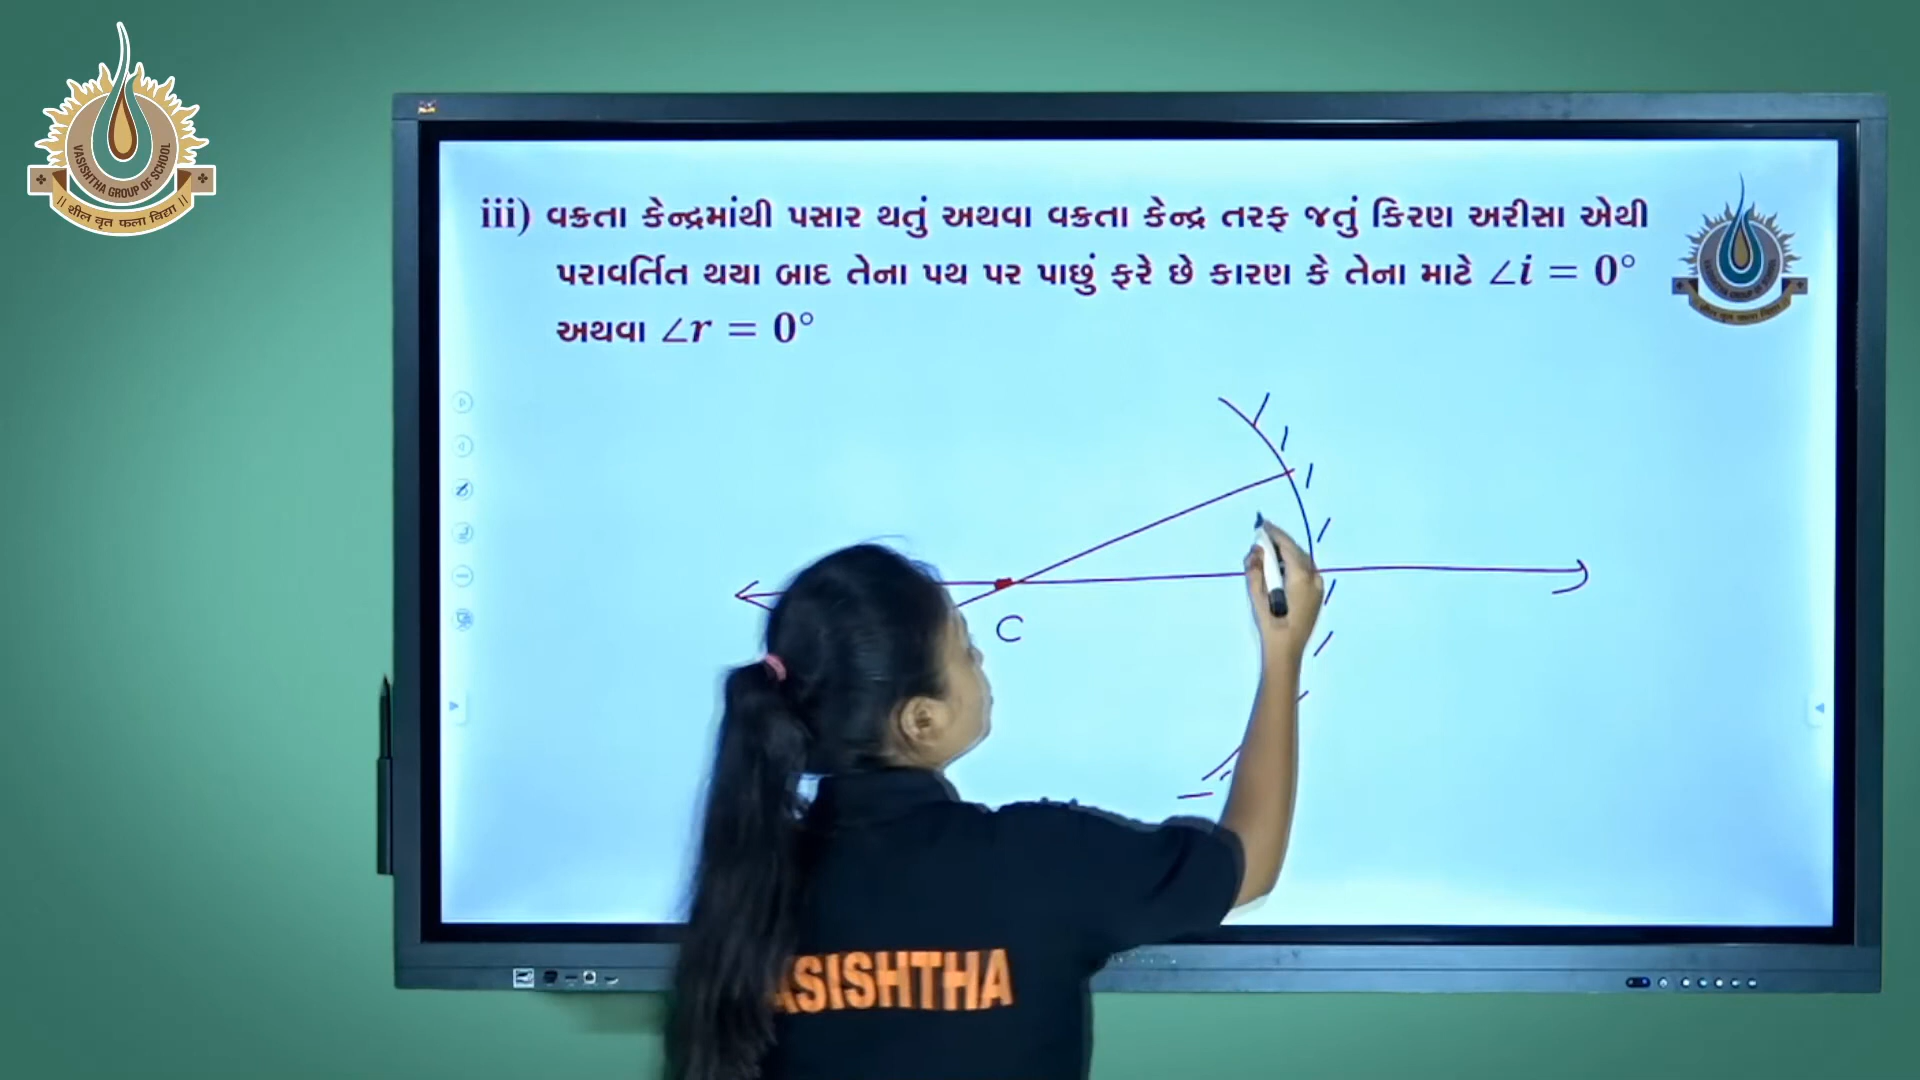 VASISHTHA GROUP OF SCHOOL
|| शील वृत फला विद्या ||
iii) વક્રતા કેન્દ્રમાંથી પસાર થતું અથવા વક્રતા કેન્દ્ર તરફ જતું કિરણ અરીસા એથી
પરાવર્તિત થયા બાદ તેના પથ પર પાછું ફરે છે કારણ કે તેના માટે ∠i = 0°
અથવા ∠r = 0°
C
ASISHTHA